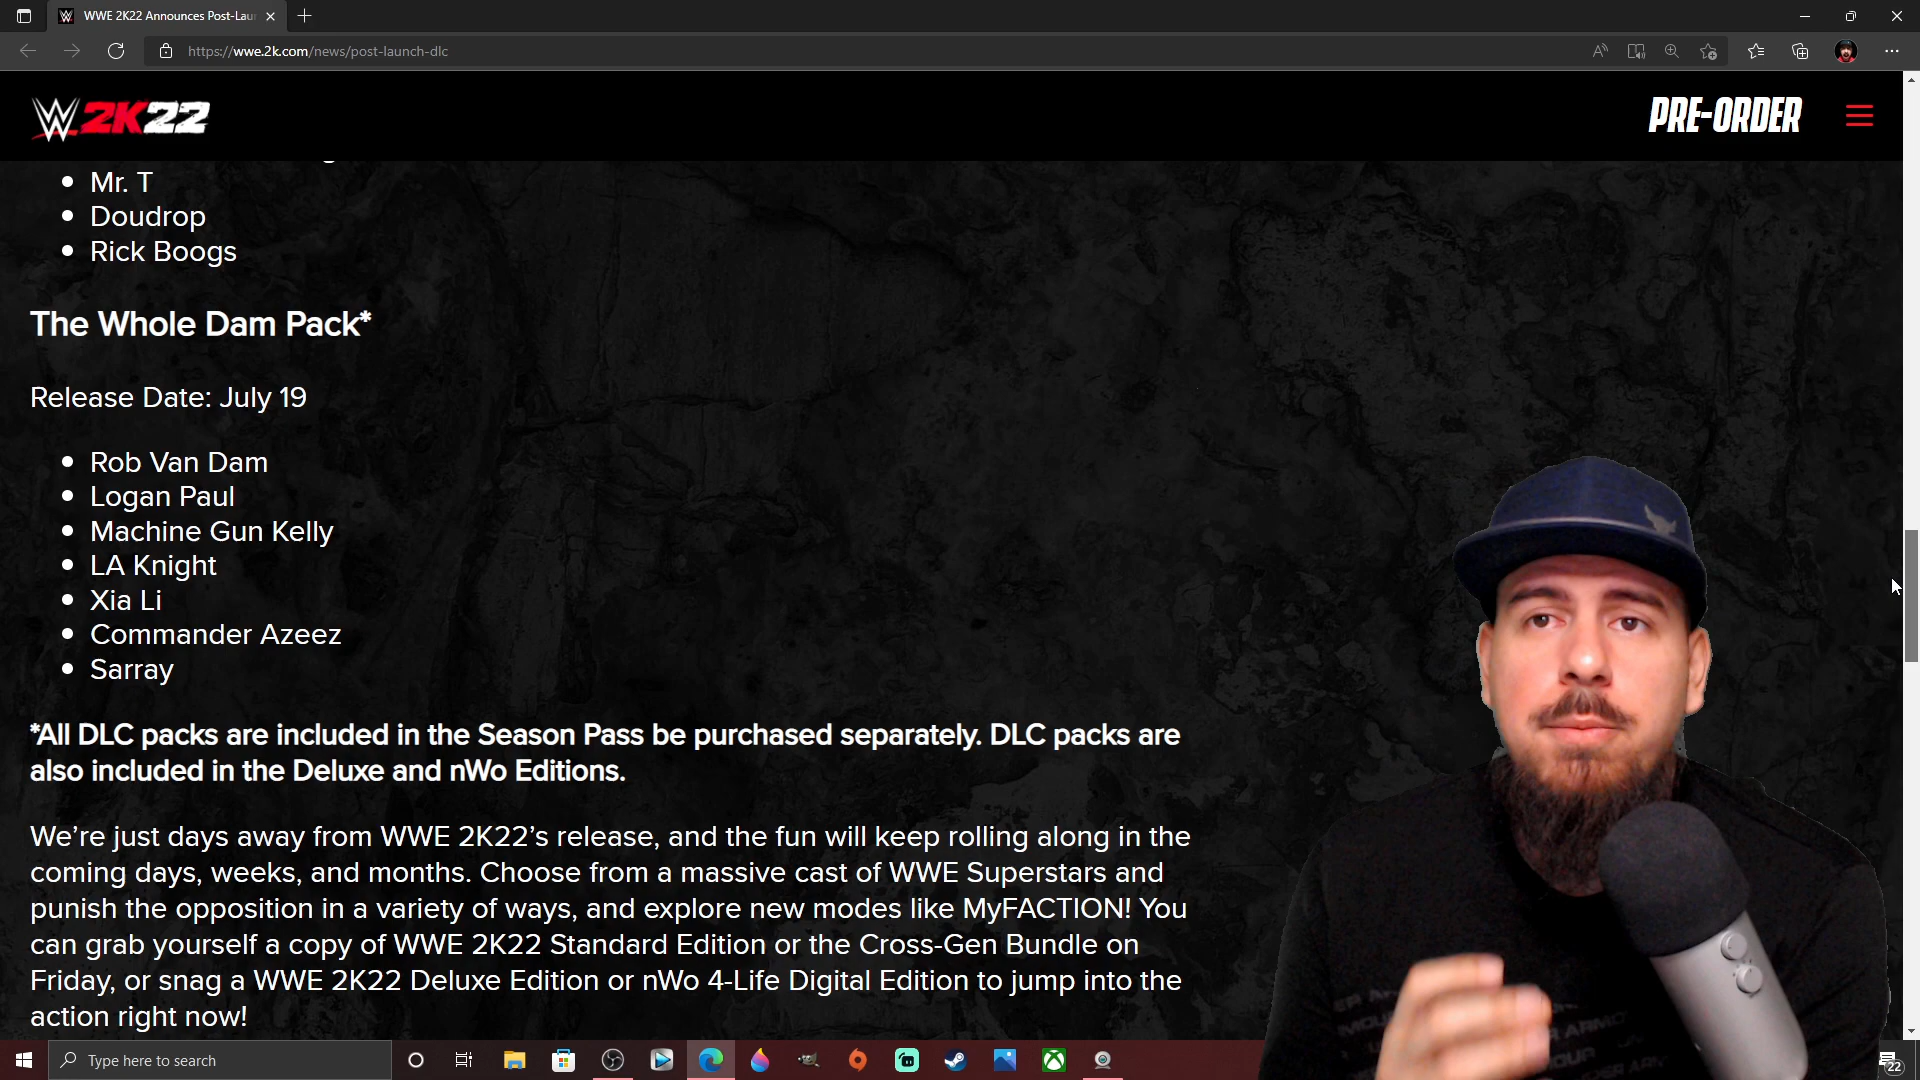 WWE 2K22 Announces Post-Lau
https://wwe.2k.com/news/post-launch-dlc
W 2K22
PRE-ORDER
Mr. T
Doudrop
Rick Boogs
The Whole Dam Pack*
Release Date: July 19
Rob Van Dam
Logan Paul
Machine Gun Kelly
LA Knight
Xia Li
Commander Azeez
Sarray
*All DLC packs are included in the Season Pass be purchased separately. DLC packs are
also included in the Deluxe and nWo Editions.
We’re just days away from WWE 2K22’s release, and the fun will keep rolling along in the
coming days, weeks, and months. Choose from a massive cast of WWE Superstars and
punish the opposition in a variety of ways, and explore new modes like MyFACTION! You
can grab yourself a copy of WWE 2K22 Standard Edition or the Cross-Gen Bundle on
Friday, or snag a WWE 2K22 Deluxe Edition or nWo 4-Life Digital Edition to jump into the
action right now!
Type here to search
22